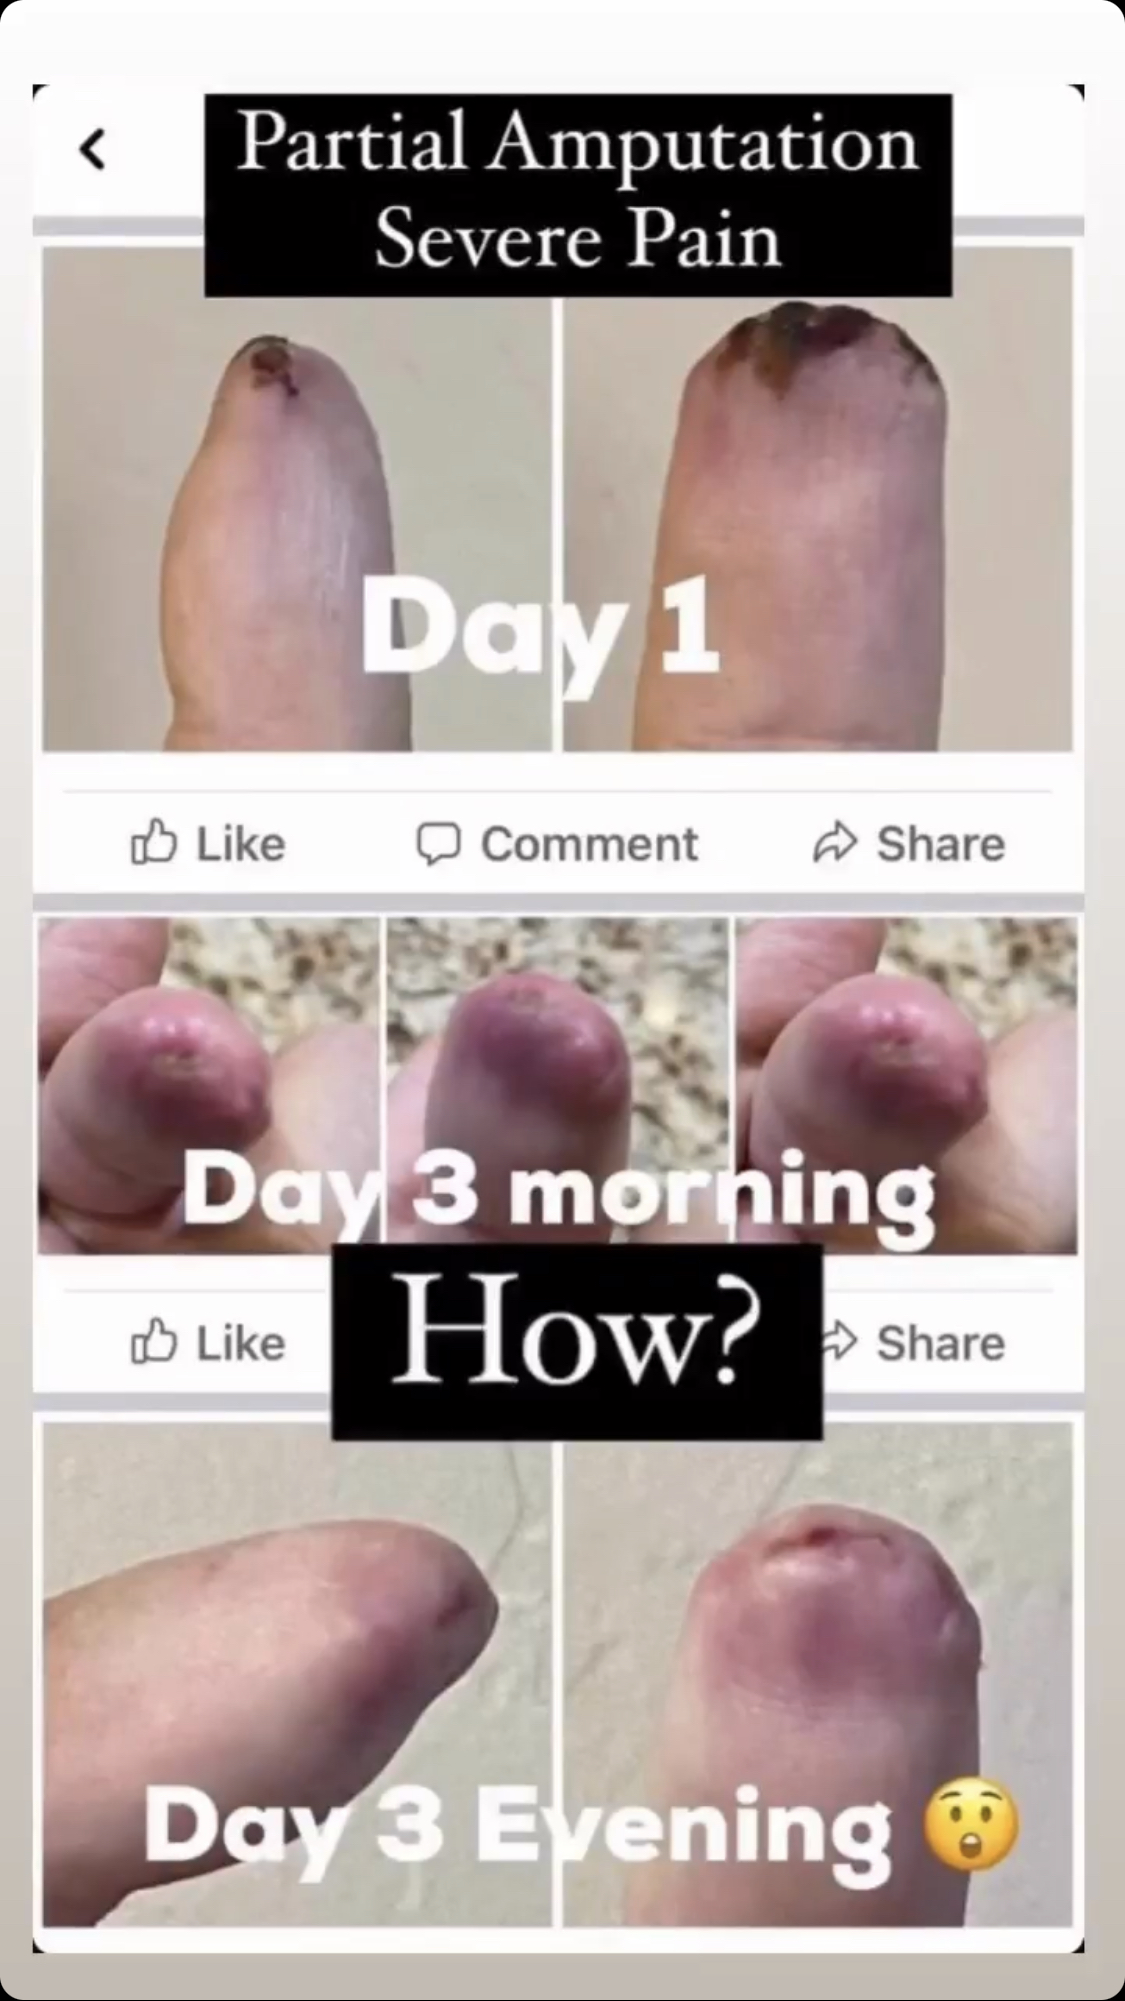 Partial Amputation
Severe Pain
Day 1
Like Comment Share
Day 3 morning
How?
Like Share
Day 3 Evening 😲